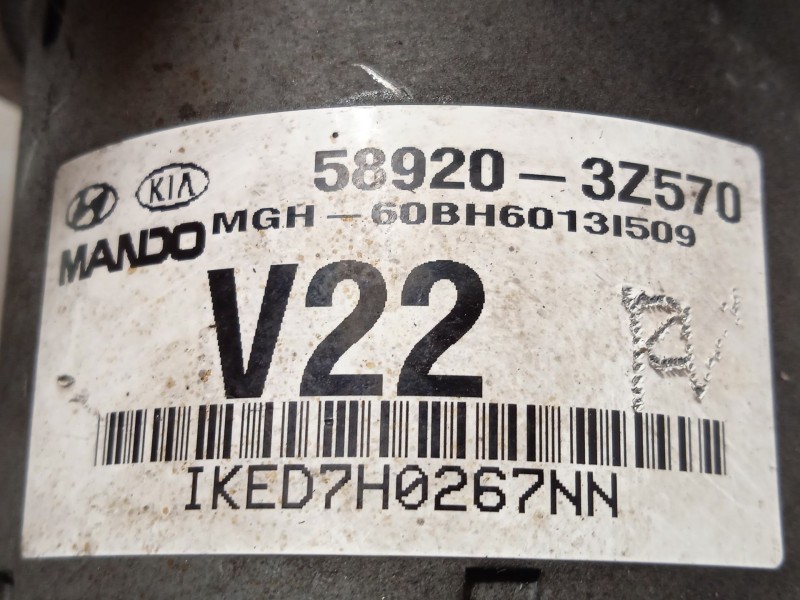 58920-3Z570
KIA
MGH-60BH6013I509
MANDO
V22
IKED7H0267NN